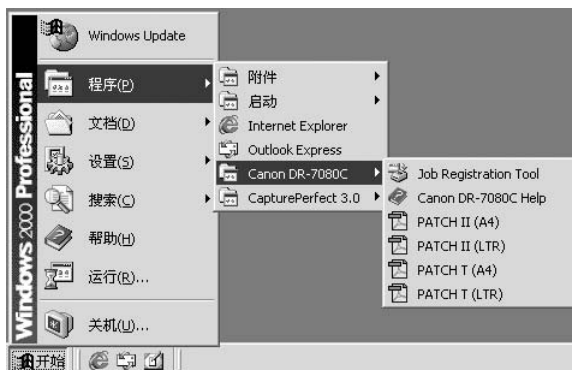 Windows Update
程序(P)
文档(D)
设置(S)
搜索(C)
帮助(H)
运行(R)...
关机(U)...
Windows 2000 Professional
开始
附件
启动
Internet Explorer
Outlook Express
Canon DR-7080C
CapturePerfect 3.0
Job Registration Tool
Canon DR-7080C Help
PATCH II (A4)
PATCH II (LTR)
PATCH T (A4)
PATCH T (LTR)